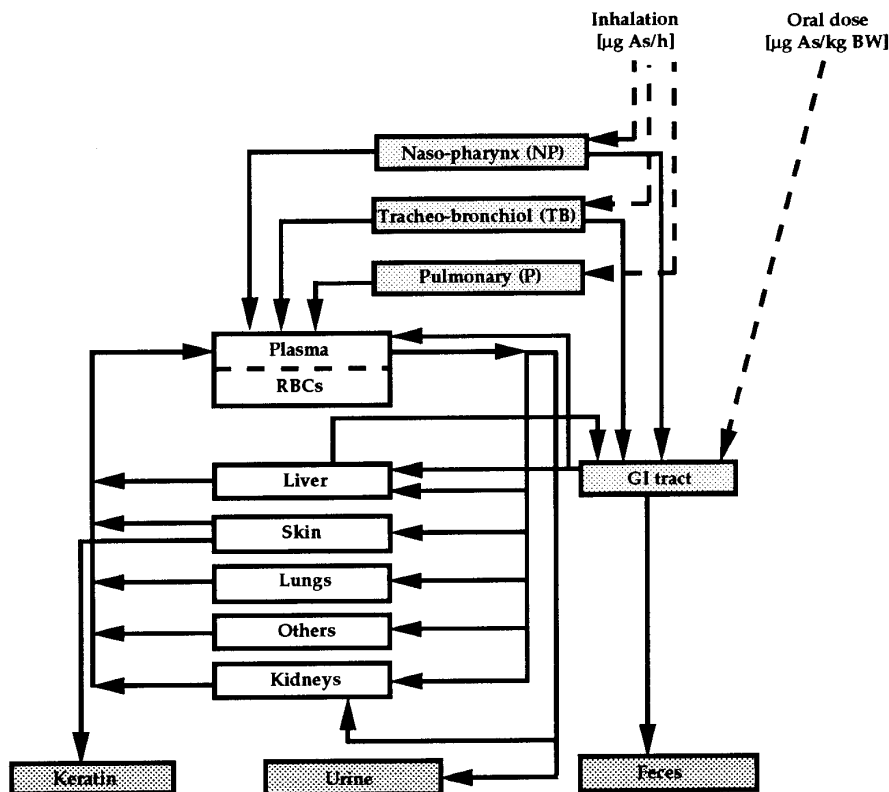 Inhalation
[µg As/h]
Oral dose
[µg As/kg BW]
Naso-pharynx (NP)
Tracheo-bronchiol (TB)
Pulmonary (P)
Plasma
RBCs
Liver
GI tract
Skin
Lungs
Others
Kidneys
Keratin
Urine
Feces